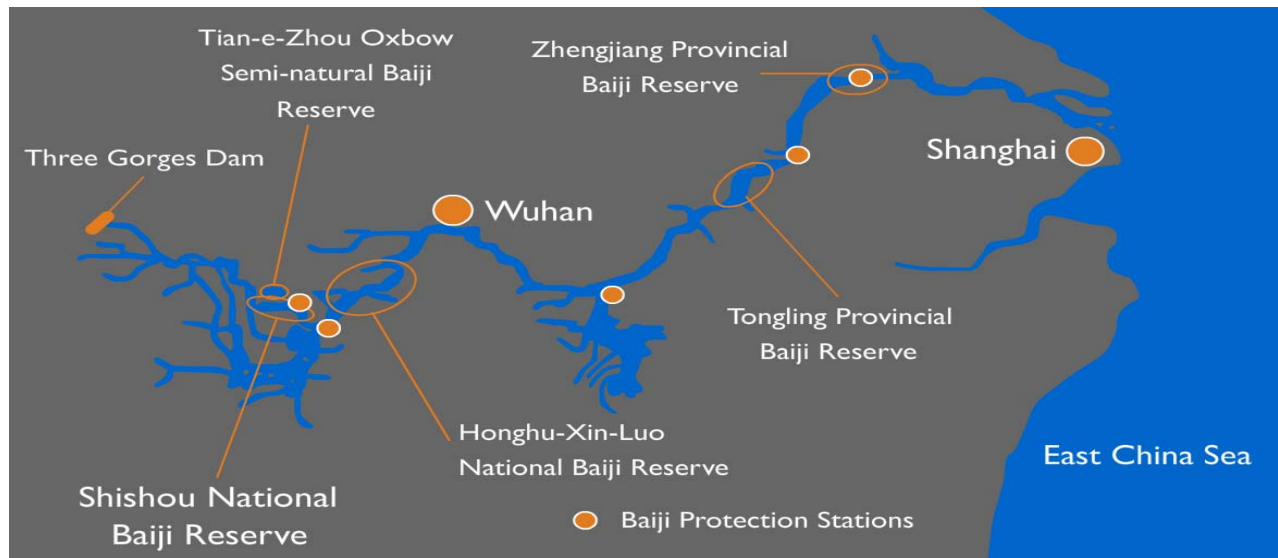 Tian-e-Zhou Oxbow
Semi-natural Baiji
Reserve
Zhengjiang Provincial
Baiji Reserve
Three Gorges Dam
Shanghai
Wuhan
Tongling Provincial
Baiji Reserve
Honghu-Xin-Luo
National Baiji Reserve
East China Sea
Shishou National
Baiji Reserve
Baiji Protection Stations